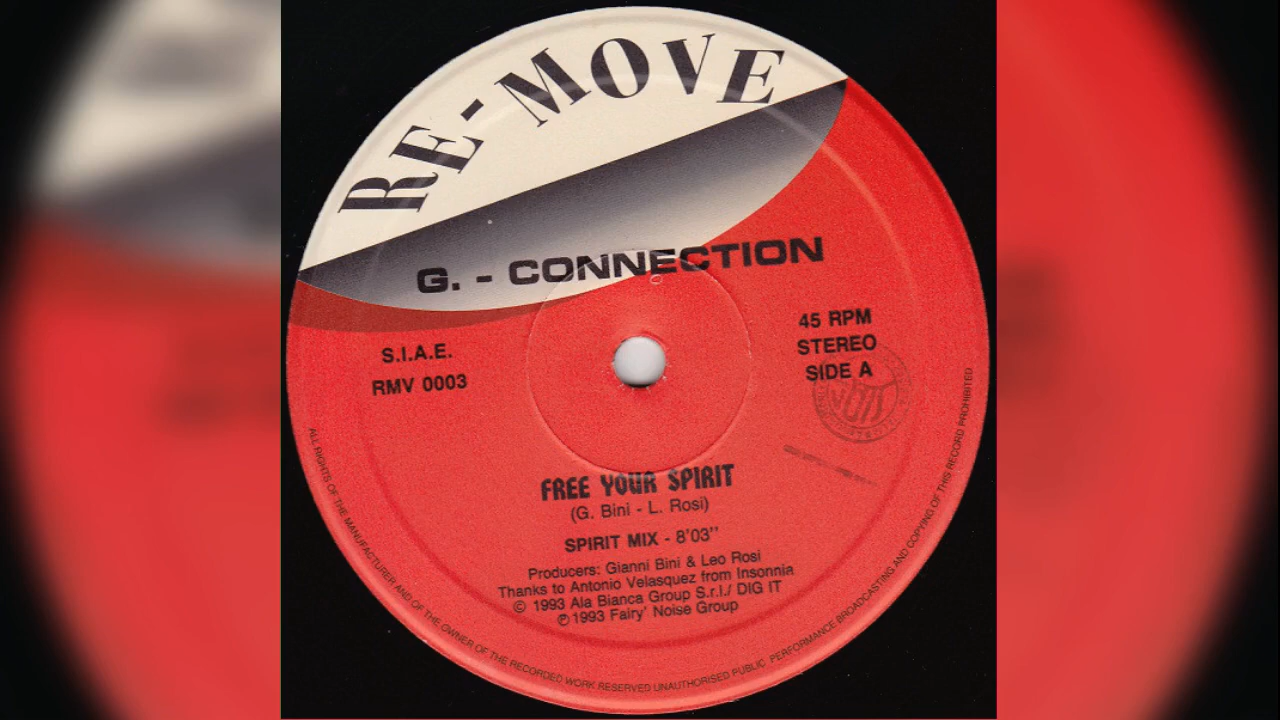 RE-MOVE
G. - CONNECTION
S.I.A.E.
RMV 0003
45 RPM
STEREO
SIDE A
FREE YOUR SPIRIT
(G. Bini - L. Rosi)
SPIRIT MIX - 8'03''
Producers: Gianni Bini & Leo Rosi
Thanks to Antonio Velasquez from Insonnia
© 1993 Ala Bianca Group S.r.l./ DIG IT
℗ 1993 Fairy' Noise Group
ALL RIGHTS OF THE MANUFACTURER AND OF THE OWNER OF THE RECORDED WORK RESERVED UNAUTHORISED PUBLIC PERFORMANCE BROADCASTING AND COPYING OF THIS RECORD PROHIBITED